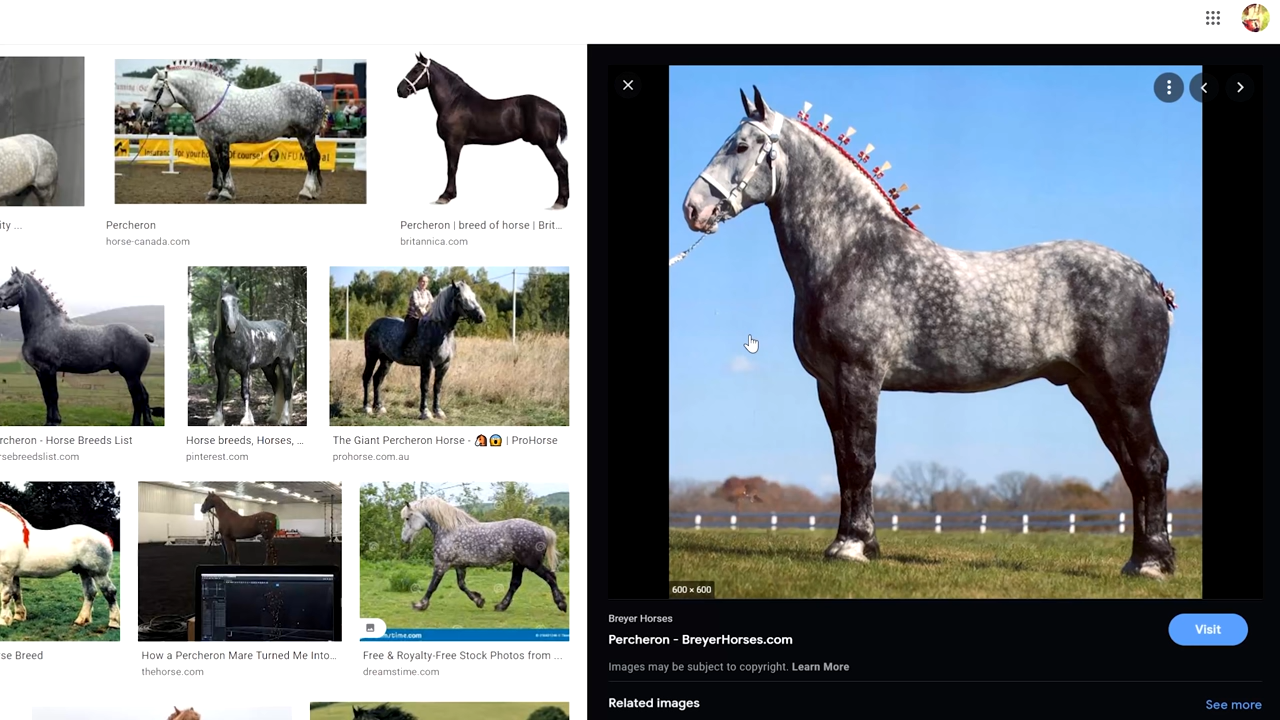 ity ...
Percheron
horse-canada.com
Percheron | breed of horse | Brit...
britannica.com
rcheron - Horse Breeds List
rsebreedslist.com
Horse breeds, Horses, ...
pinterest.com
The Giant Percheron Horse - 🐴😱 | ProHorse
prohorse.com.au
se Breed
How a Percheron Mare Turned Me Into...
thehorse.com
Free & Royalty-Free Stock Photos from ...
dreamstime.com
600 × 600
Breyer Horses
Percheron - BreyerHorses.com
Visit
Images may be subject to copyright. Learn More
Related images
See more